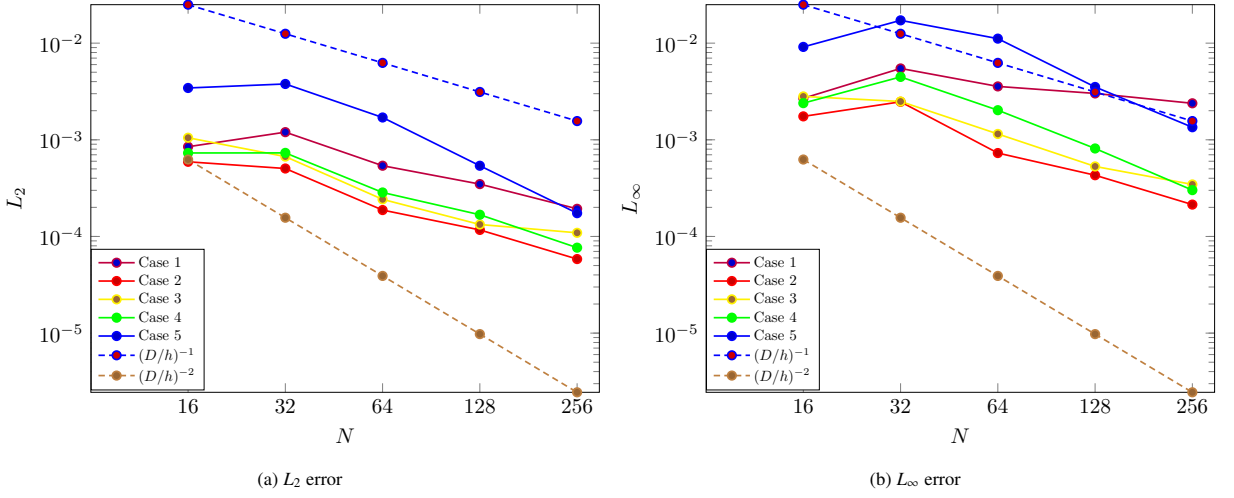 10^{-2}
10^{-3}
10^{-4}
10^{-5}
L_2
Case 1
Case 2
Case 3
Case 4
Case 5
(D/h)^{-1}
(D/h)^{-2}
16 32 64 128 256
N
(a) L_2 error
10^{-2}
10^{-3}
10^{-4}
10^{-5}
L_∞
Case 1
Case 2
Case 3
Case 4
Case 5
(D/h)^{-1}
(D/h)^{-2}
16 32 64 128 256
N
(b) L_∞ error